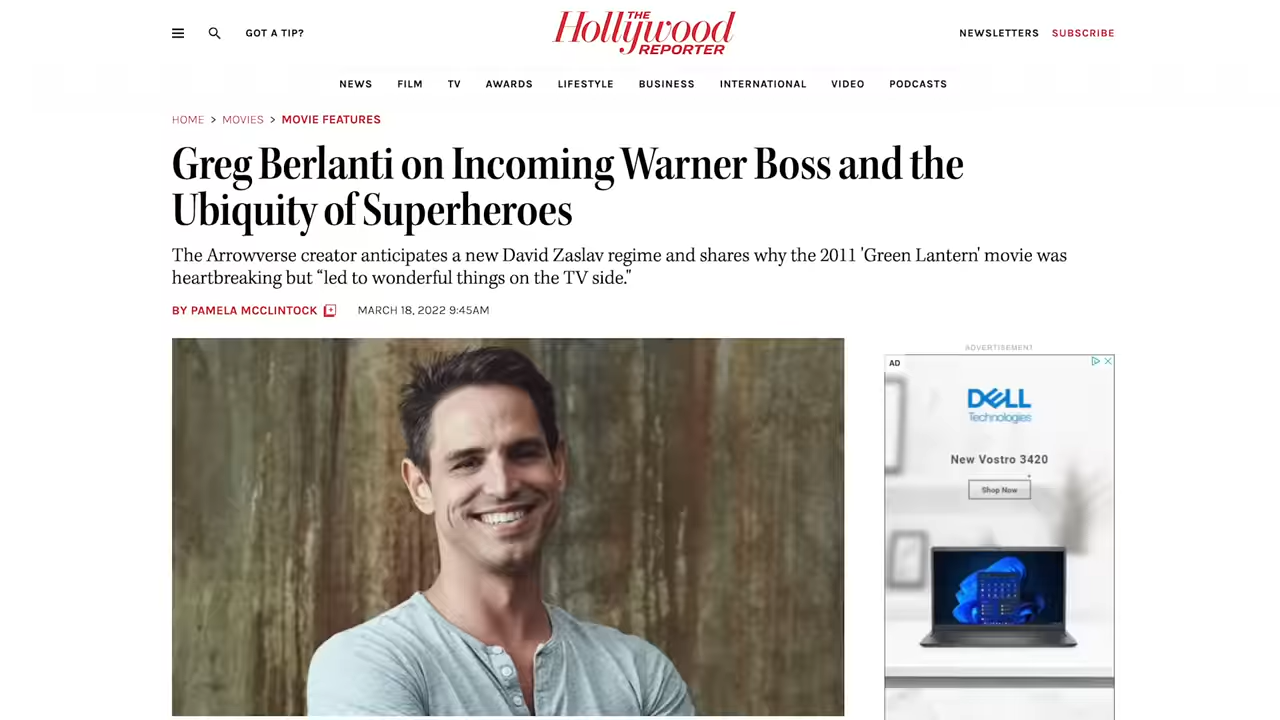 GOT A TIP?
THE
Hollywood
REPORTER
NEWSLETTERS SUBSCRIBE
NEWS FILM TV AWARDS LIFESTYLE BUSINESS INTERNATIONAL VIDEO PODCASTS
HOME > MOVIES > MOVIE FEATURES
Greg Berlanti on Incoming Warner Boss and the
Ubiquity of Superheroes
The Arrowverse creator anticipates a new David Zaslav regime and shares why the 2011 'Green Lantern' movie was
heartbreaking but “led to wonderful things on the TV side."
BY PAMELA MCCLINTOCK MARCH 18, 2022 9:45AM
ADVERTISEMENT
AD
DELL
Technologies
New Vostro 3420
Shop Now